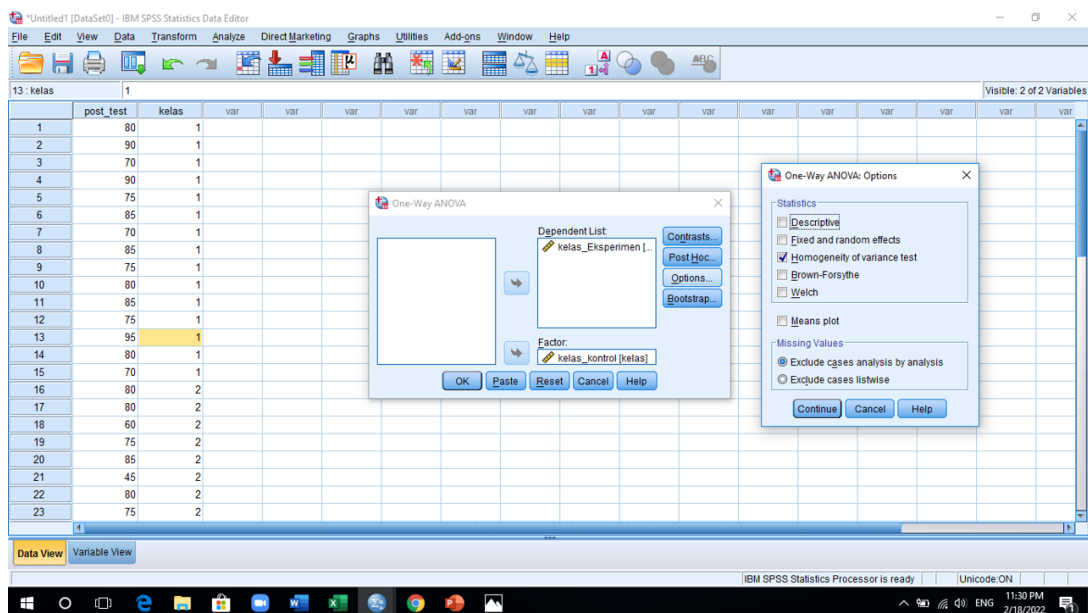 *Untitled1 [DataSet0] - IBM SPSS Statistics Data Editor
File Edit View Data Transform Analyze Direct Marketing Graphs Utilities Add-ons Window Help
13 : kelas 1 Visible: 2 of 2 Variables
post_test kelas var var var var var var var var var var var var var var var
1 80 1
2 90 1
3 70 1
4 90 1
5 75 1
6 85 1
7 70 1
8 85 1
9 75 1
10 80 1
11 85 1
12 75 1
13 95 1
14 80 1
15 70 1
16 80 2
17 80 2
18 60 2
19 75 2
20 85 2
21 45 2
22 80 2
23 75 2
One-Way ANOVA
Dependent List:
kelas_Eksperimen [...
Factor:
kelas_kontrol [kelas]
Contrasts...
Post Hoc...
Options...
Bootstrap...
OK Paste Reset Cancel Help
One-Way ANOVA: Options
Statistics
Descriptive
Fixed and random effects
Homogeneity of variance test
Brown-Forsythe
Welch
Means plot
Missing Values
Exclude cases analysis by analysis
Exclude cases listwise
Continue Cancel Help
Data View Variable View
IBM SPSS Statistics Processor is ready Unicode:ON
ENG 11:30 PM
2/18/2022